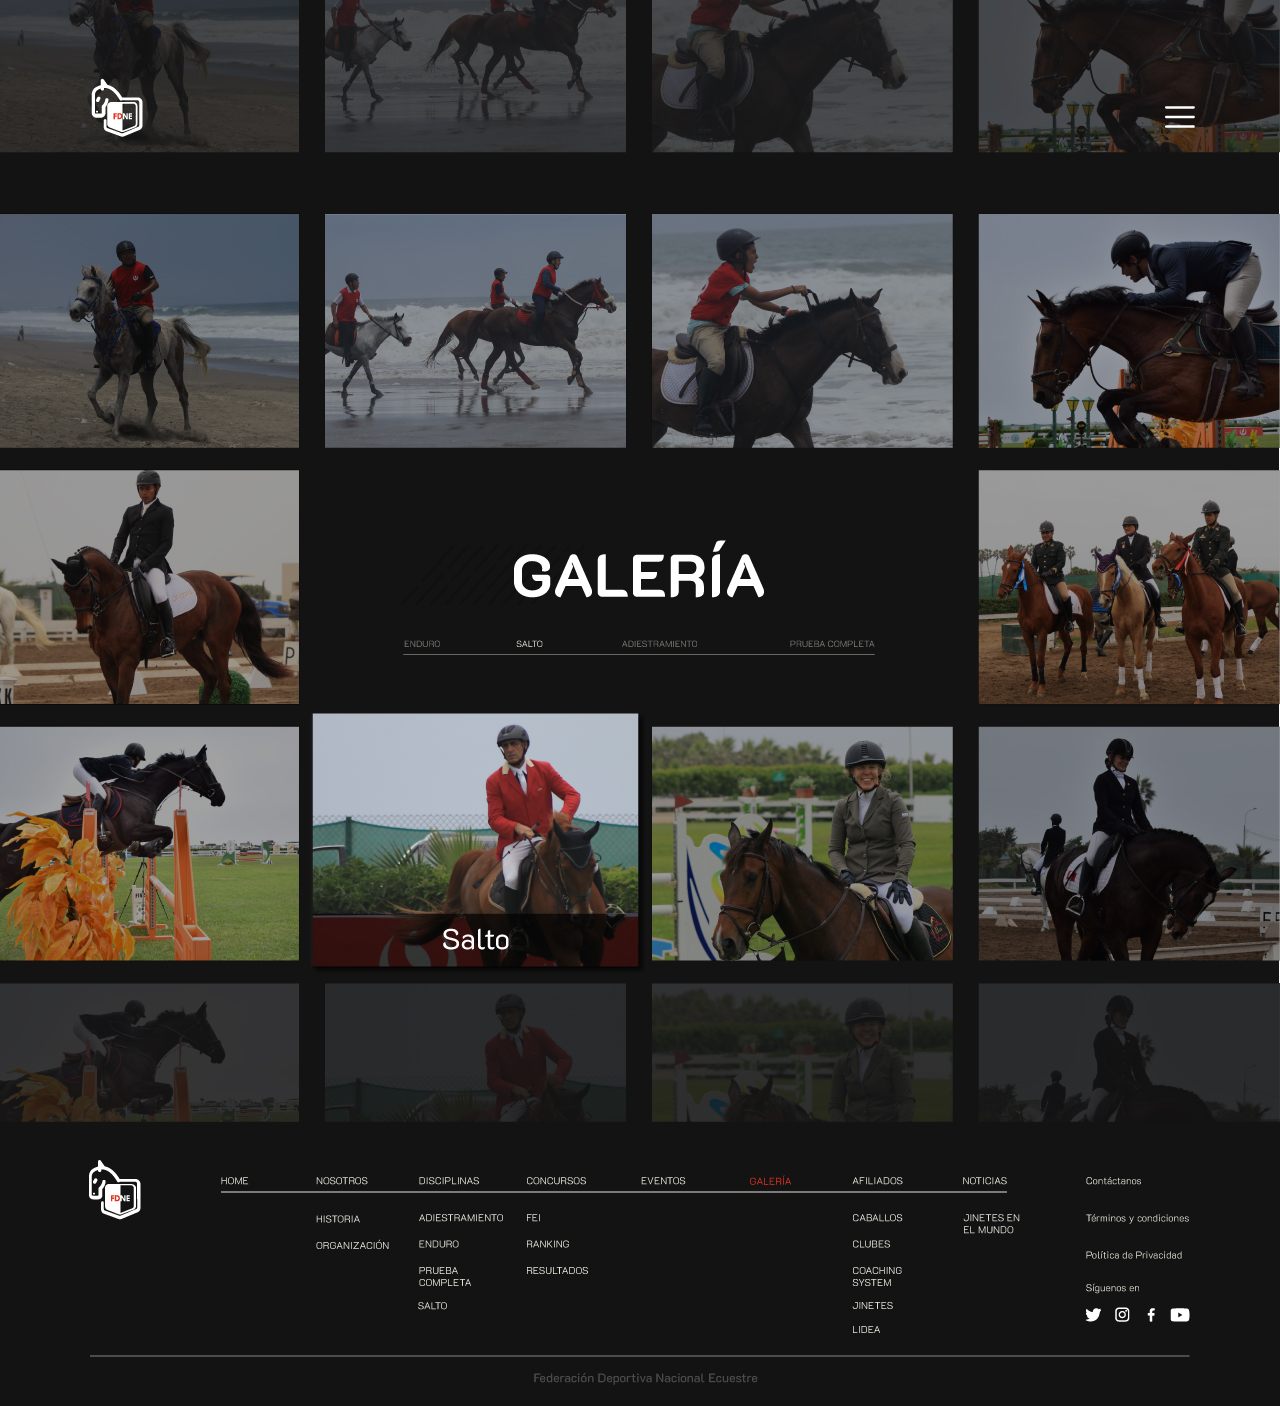 FDNE
GALERÍA
ENDURO
SALTO
ADIESTRAMIENTO
PRUEBA COMPLETA
Salto
FDNE
HOME
NOSOTROS
DISCIPLINAS
CONCURSOS
EVENTOS
GALERÍA
AFILIADOS
NOTICIAS
HISTORIA
ORGANIZACIÓN
ADIESTRAMIENTO
ENDURO
PRUEBA
COMPLETA
SALTO
FEI
RANKING
RESULTADOS
CABALLOS
CLUBES
COACHING
SYSTEM
JINETES
LIDEA
JINETES EN
EL MUNDO
Contáctanos
Términos y condiciones
Política de Privacidad
Síguenos en
Federación Deportiva Nacional Ecuestre